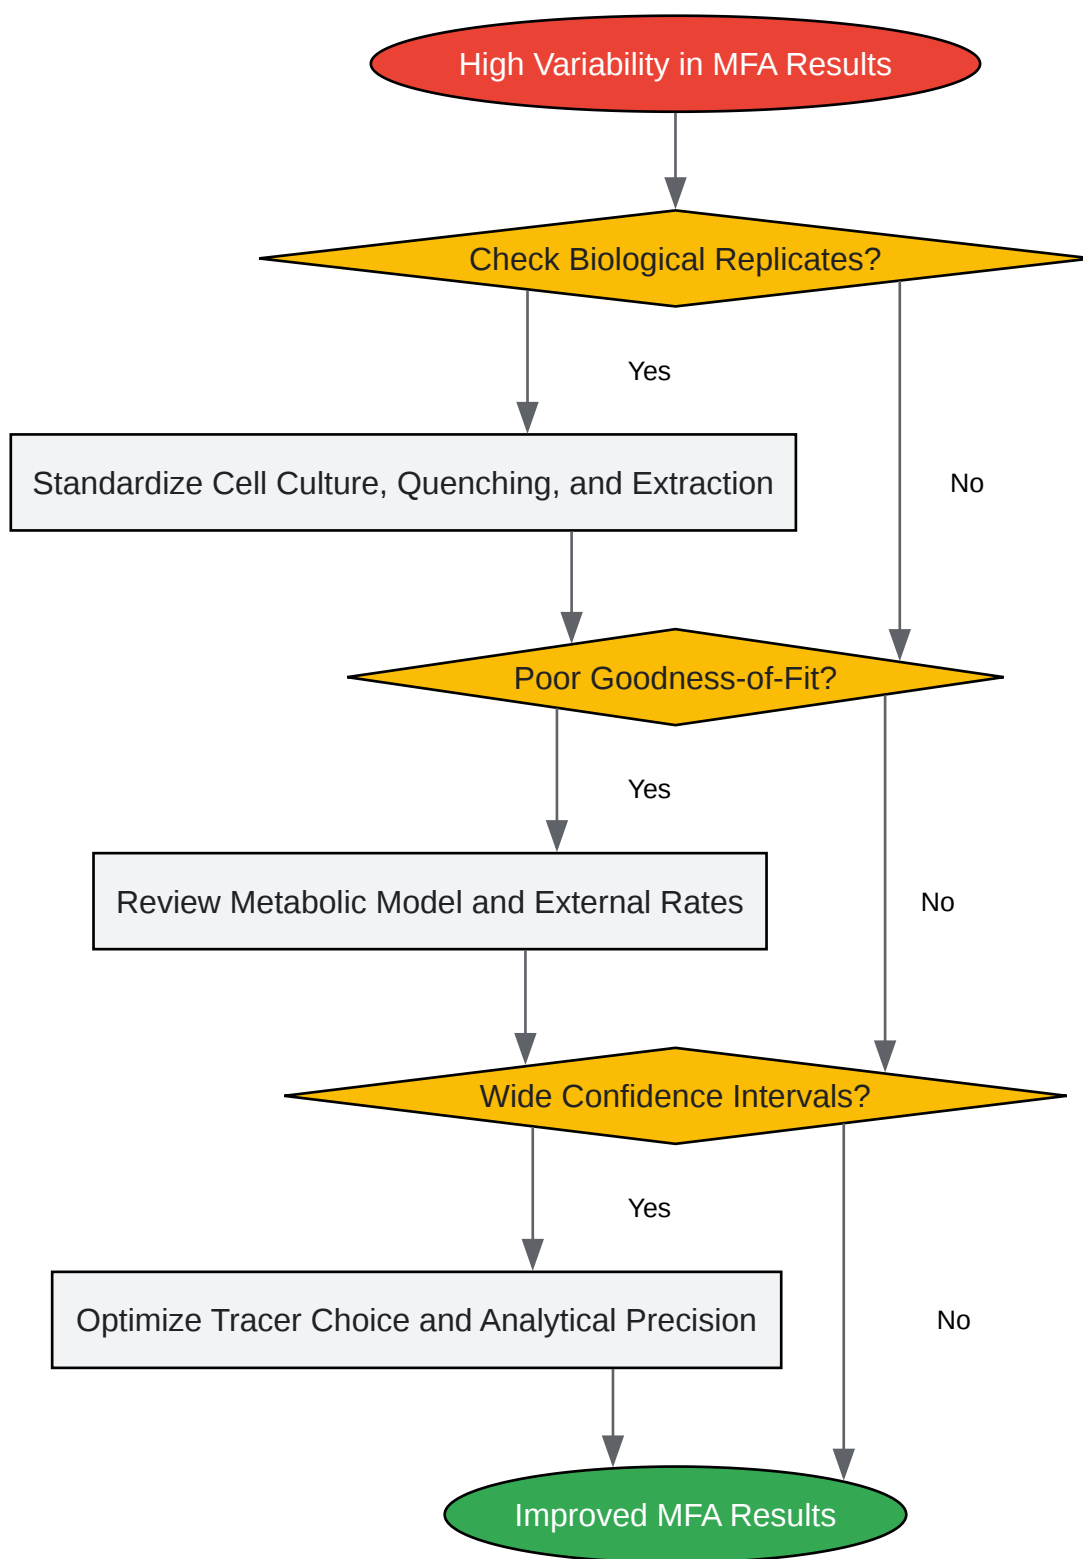 High Variability in MFA Results
Check Biological Replicates?
Yes
Standardize Cell Culture, Quenching, and Extraction
No
Poor Goodness-of-Fit?
Yes
Review Metabolic Model and External Rates
No
Wide Confidence Intervals?
Yes
Optimize Tracer Choice and Analytical Precision
No
Improved MFA Results